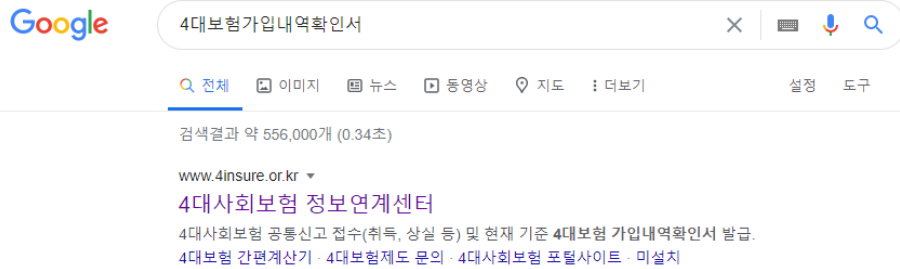 Google 4대보험가입내역확인서
전체 이미지 뉴스 동영상 지도 더보기 설정 도구
검색결과 약 556,000개 (0.34초)
www.4insure.or.kr
4대사회보험 정보연계센터
4대사회보험 공통신고 접수(취득, 상실 등) 및 현재 기준 4대보험 가입내역확인서 발급.
4대보험 간편계산기 · 4대보험제도 문의 · 4대사회보험 포털사이트 · 미설치